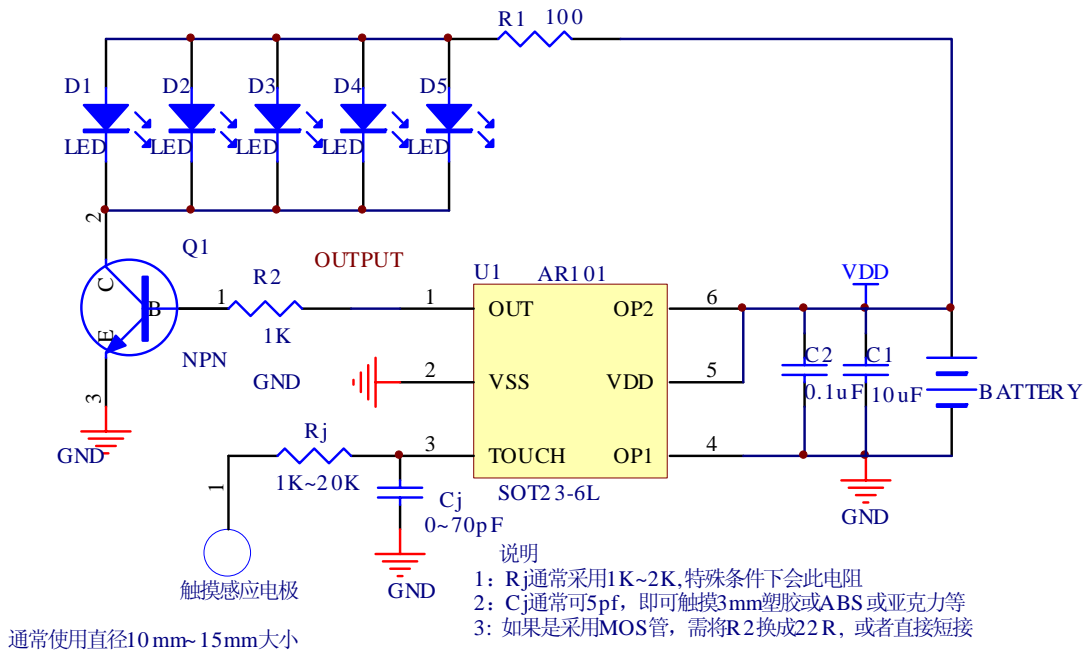 R1 100
D1 D2 D3 D4 D5
LED LED LED LED LED
2
Q1
C
B
E
NPN
3
GND
1
R2
1K
OUTPUT
GND
U1 AR101
1 OUT OP2 6
2 VSS VDD 5
3 TOUCH OP1 4
SOT23-6L
VDD
C2
0.1uF
C1
10uF
BATTERY
GND
Rj
1K~20K
Cj
0~70pF
GND
1
触摸感应电极
通常使用直径10mm~15mm大小
说明
1：Rj通常采用1K~2K,特殊条件下会此电阻
2：Cj通常可5pf，即可触摸3mm塑胶或ABS或亚克力等
3: 如果是采用MOS管，需将R2换成22R, 或者直接短接